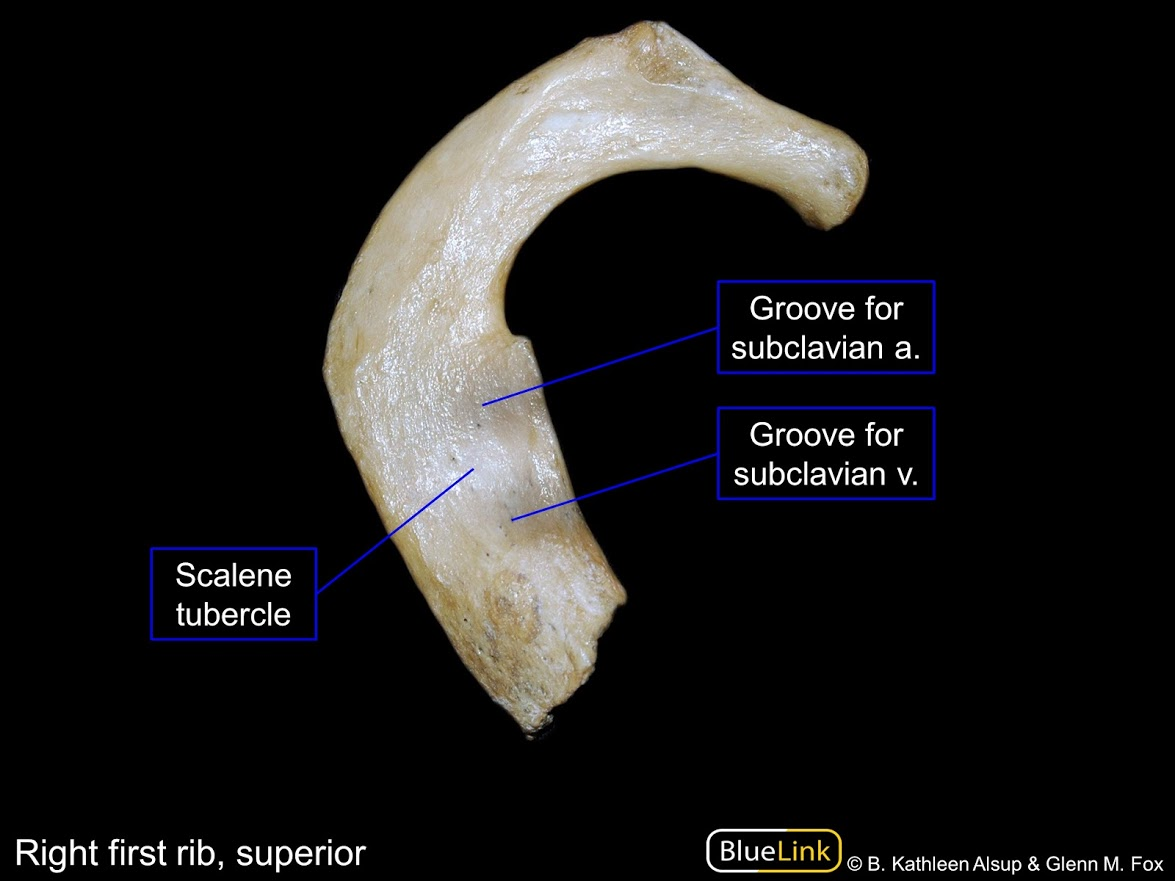 Groove for
subclavian a.
Groove for
subclavian v.
Scalene
tubercle
Right first rib, superior
BlueLink
© B. Kathleen Alsup & Glenn M. Fox